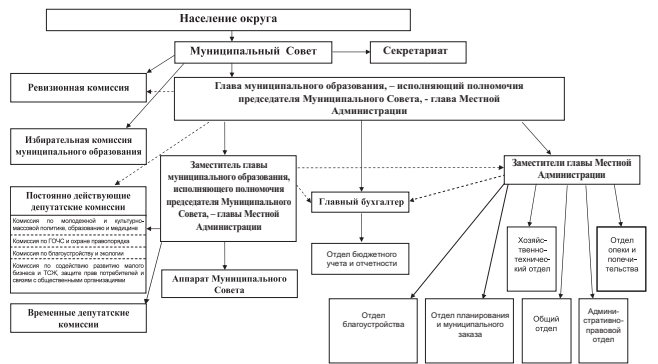 Население округа
Муниципальный Совет
Секретариат
Ревизионная комиссия
Глава муниципального образования, – исполняющий полномочия
председателя Муниципального Совета, - глава Местной
Администрации
Избирательная комиссия
муниципального образования
Заместитель главы
муниципального образования,
исполняющего полномочия
председателя Муниципального
Совета, – главы Местной
Администрации
Заместители главы Местной
Администрации
Постоянно действующие
депутатские комиссии
Комиссия по молодежной и культурно-
массовой политике, образованию и медицине
Комиссия по ГОЧС и охране правопорядка
Комиссия по благоустройству и экологии
Комиссия по содействию развитию малого
бизнеса и ТСЖ, защите прав потребителей и
связям с общественными организациями
Главный бухгалтер
Отдел бюджетного
учета и отчетности
Хозяйс-
твенно-
техничес-
кий отдел
Отдел
опеки и
попечи-
тельства
Аппарат Муниципального
Совета
Временные депутатские
комиссии
Отдел
благоустройства
Отдел планирования
и муниципального
заказа
Общий
отдел
Админи-
стративно-
правовой
отдел